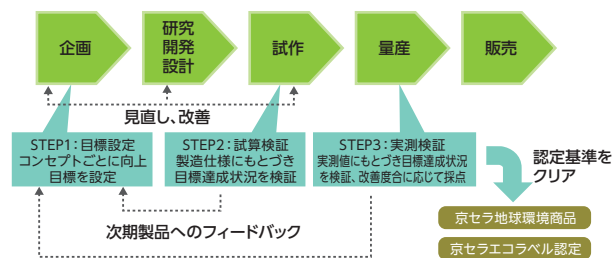 企画
研究
開発
設計
試作
量産
販売
見直し、改善
STEP1：目標設定
コンセプトごとに向上
目標を設定
STEP2：試算検証
製造仕様にもとづき
目標達成状況を検証
STEP3：実測検証
実測値にもとづき目標達成状況
を検証、改善度合に応じて採点
認定基準を
クリア
次期製品へのフィードバック
京セラ地球環境商品
京セラエコラベル認定